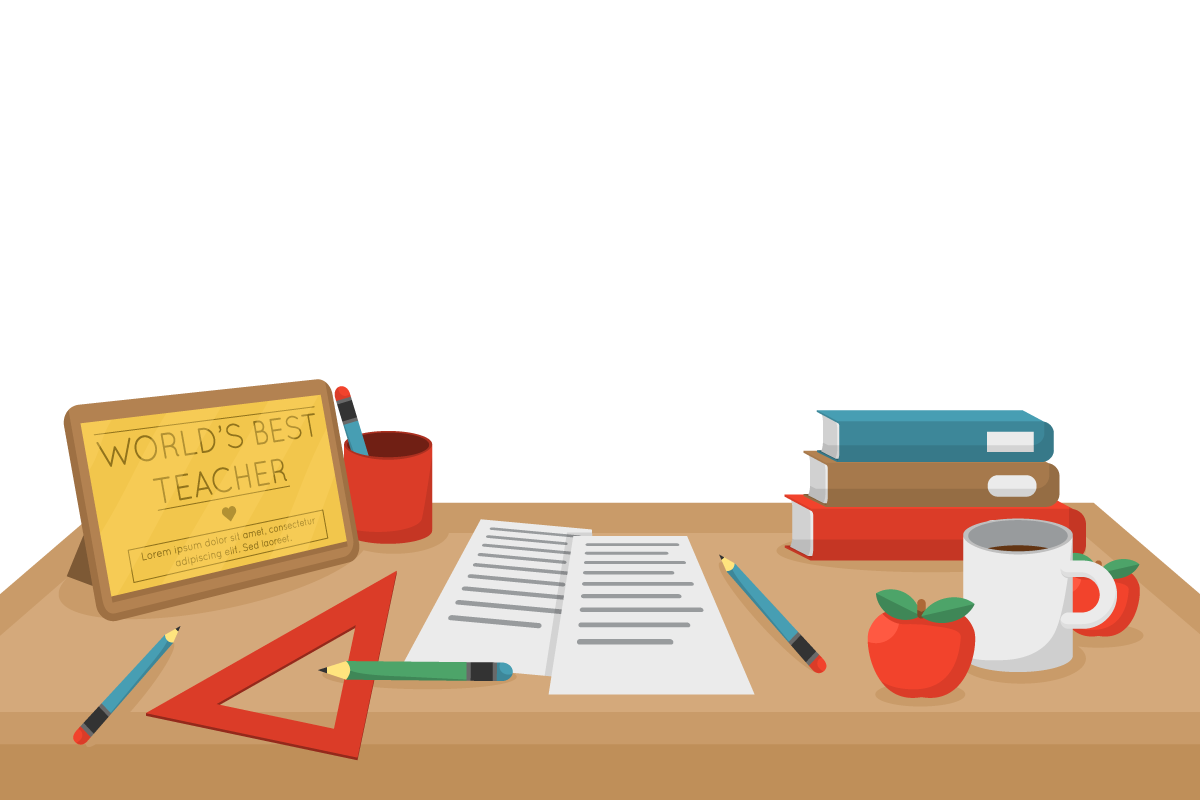 WORLD'S BEST
TEACHER
Lorem ipsum dolor sit amet, consectetur
adipiscing elit. Sed laoreet.